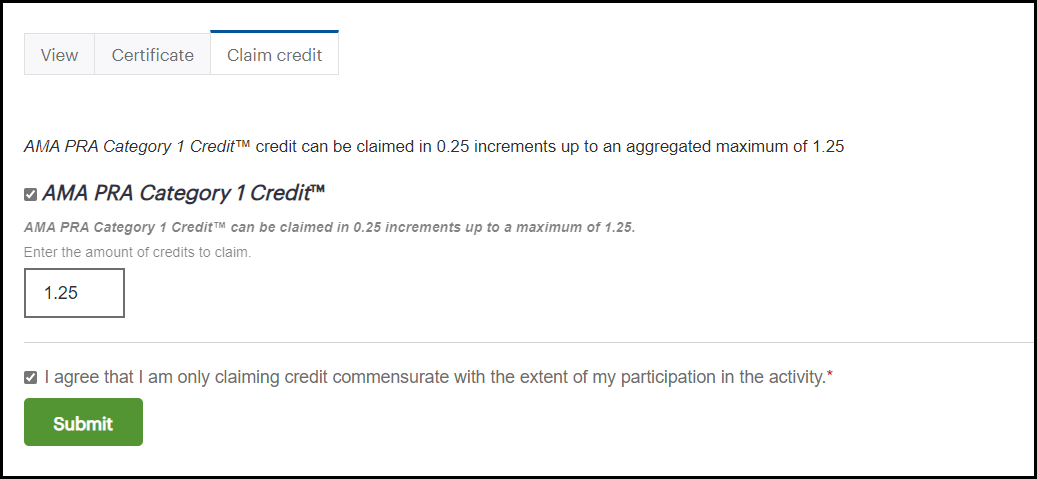 View Certificate Claim credit
AMA PRA Category 1 Credit™ credit can be claimed in 0.25 increments up to an aggregated maximum of 1.25
AMA PRA Category 1 Credit™
AMA PRA Category 1 Credit™ can be claimed in 0.25 increments up to a maximum of 1.25.
Enter the amount of credits to claim.
1.25
I agree that I am only claiming credit commensurate with the extent of my participation in the activity.*
Submit